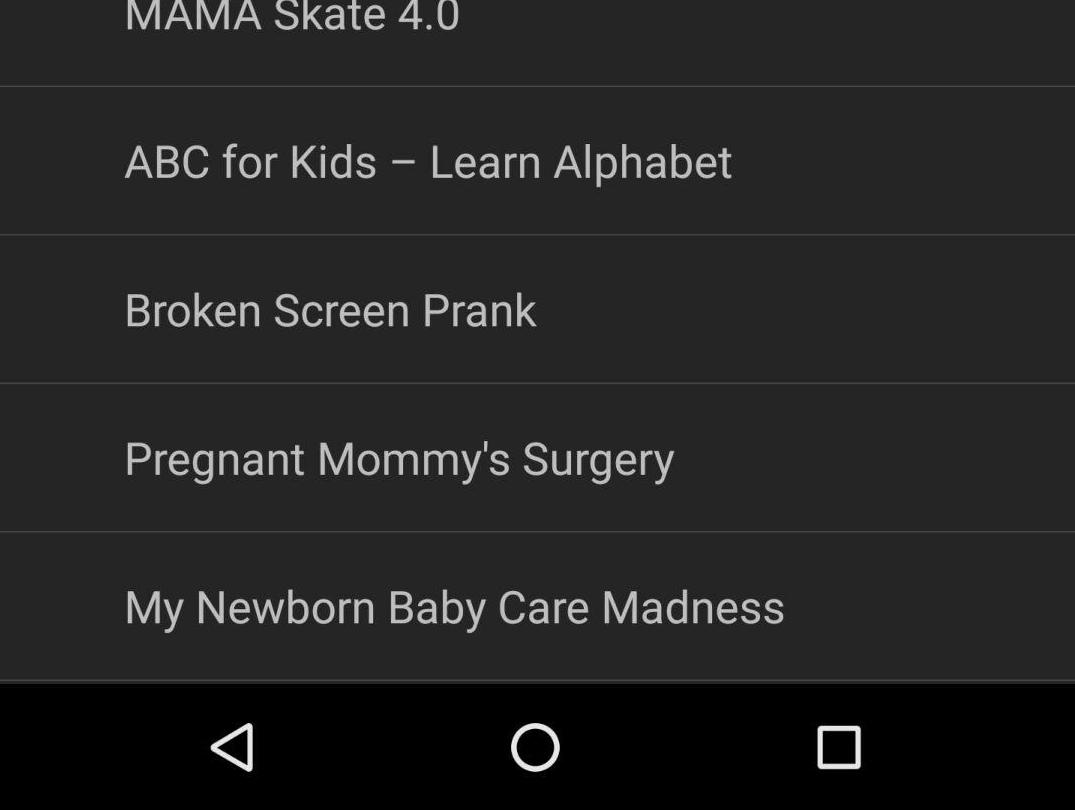 MAMA Skate 4.0
ABC for Kids – Learn Alphabet
Broken Screen Prank
Pregnant Mommy's Surgery
My Newborn Baby Care Madness